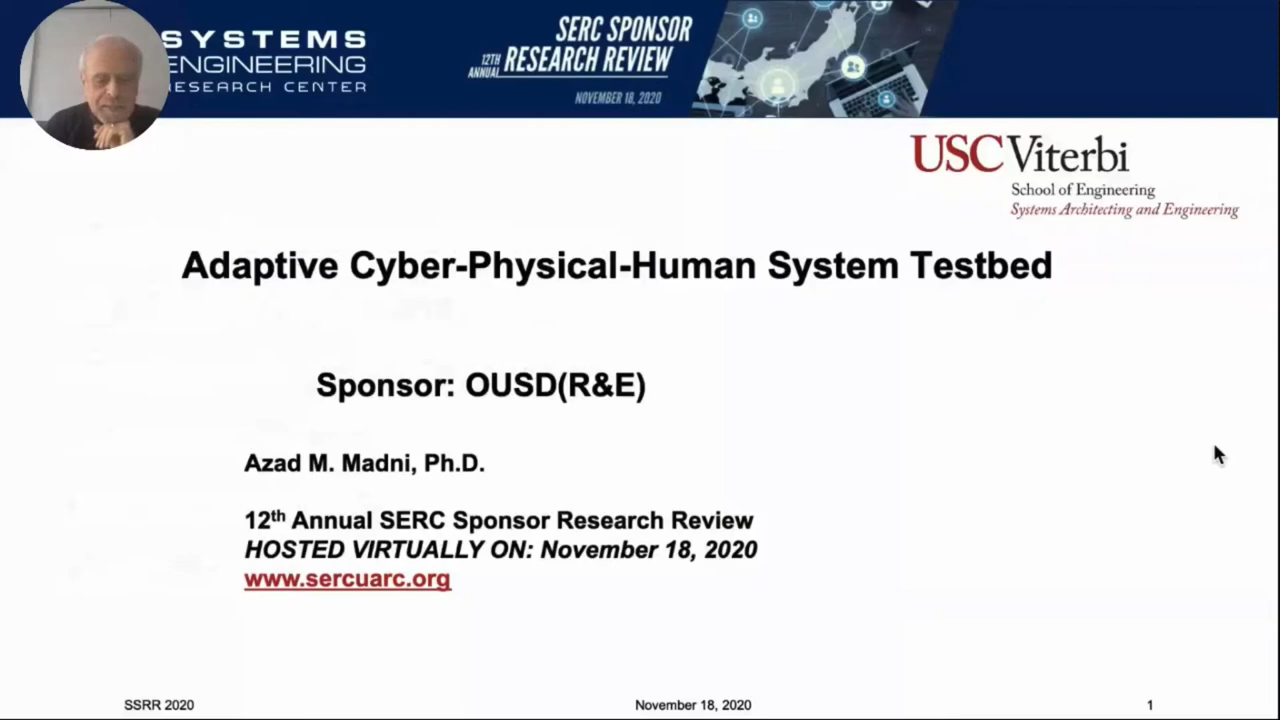 SYSTEMS
ENGINEERING
RESEARCH CENTER
SERC SPONSOR
12TH ANNUAL RESEARCH REVIEW
NOVEMBER 18, 2020
USC Viterbi
School of Engineering
Systems Architecting and Engineering
Adaptive Cyber-Physical-Human System Testbed
Sponsor: OUSD(R&E)
Azad M. Madni, Ph.D.
12th Annual SERC Sponsor Research Review
HOSTED VIRTUALLY ON: November 18, 2020
www.sercuarc.org
SSRR 2020
November 18, 2020
1